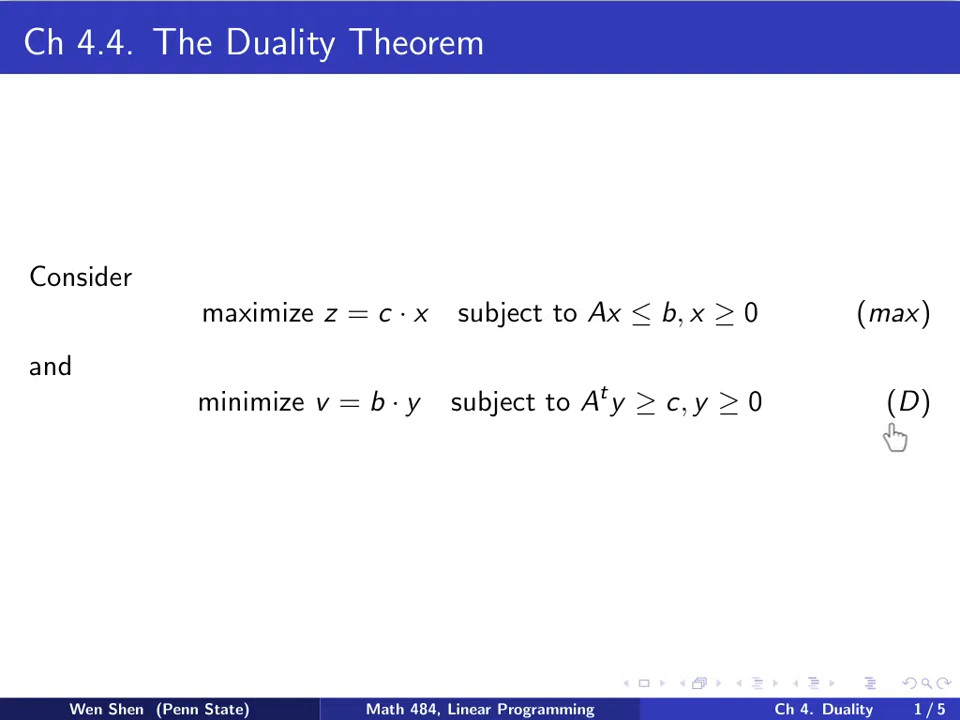 Ch 4.4. The Duality Theorem
Consider
maximize z = c · x subject to Ax ≤ b, x ≥ 0 (max)
and
minimize v = b · y subject to Aᵗy ≥ c, y ≥ 0 (D)
Wen Shen (Penn State) Math 484, Linear Programming Ch 4. Duality 1 / 5